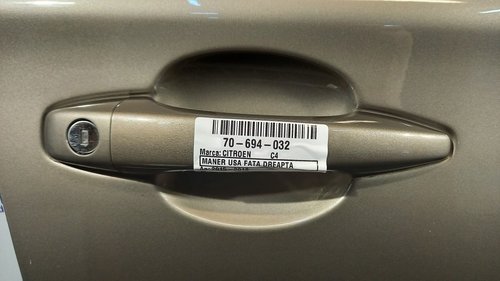 70-694-032
Marca: CITROEN C4
MANER USA FATA.DREAPTA